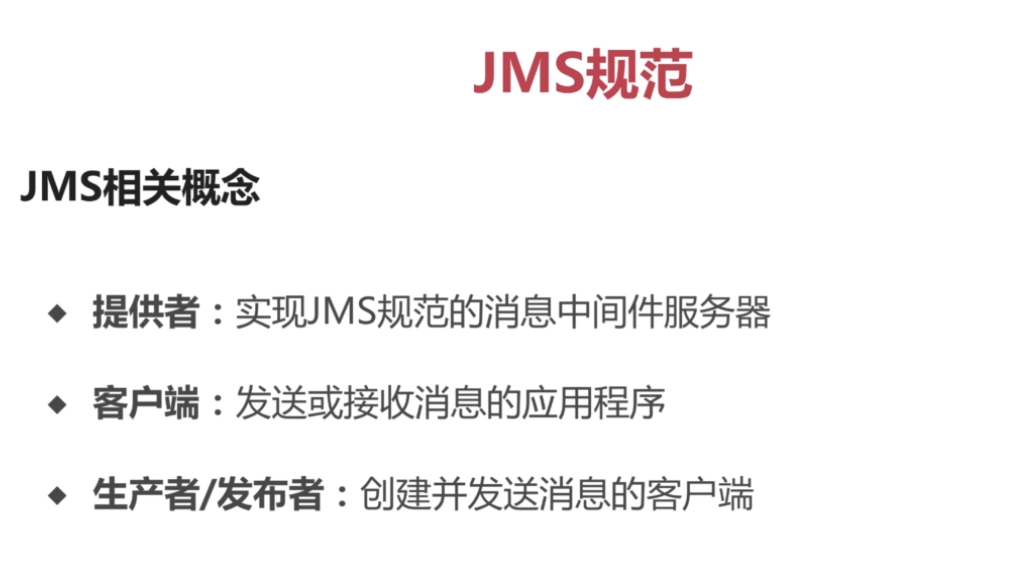 JMS规范
JMS相关概念
◆ 提供者：实现JMS规范的消息中间件服务器
◆ 客户端：发送或接收消息的应用程序
◆ 生产者/发布者：创建并发送消息的客户端